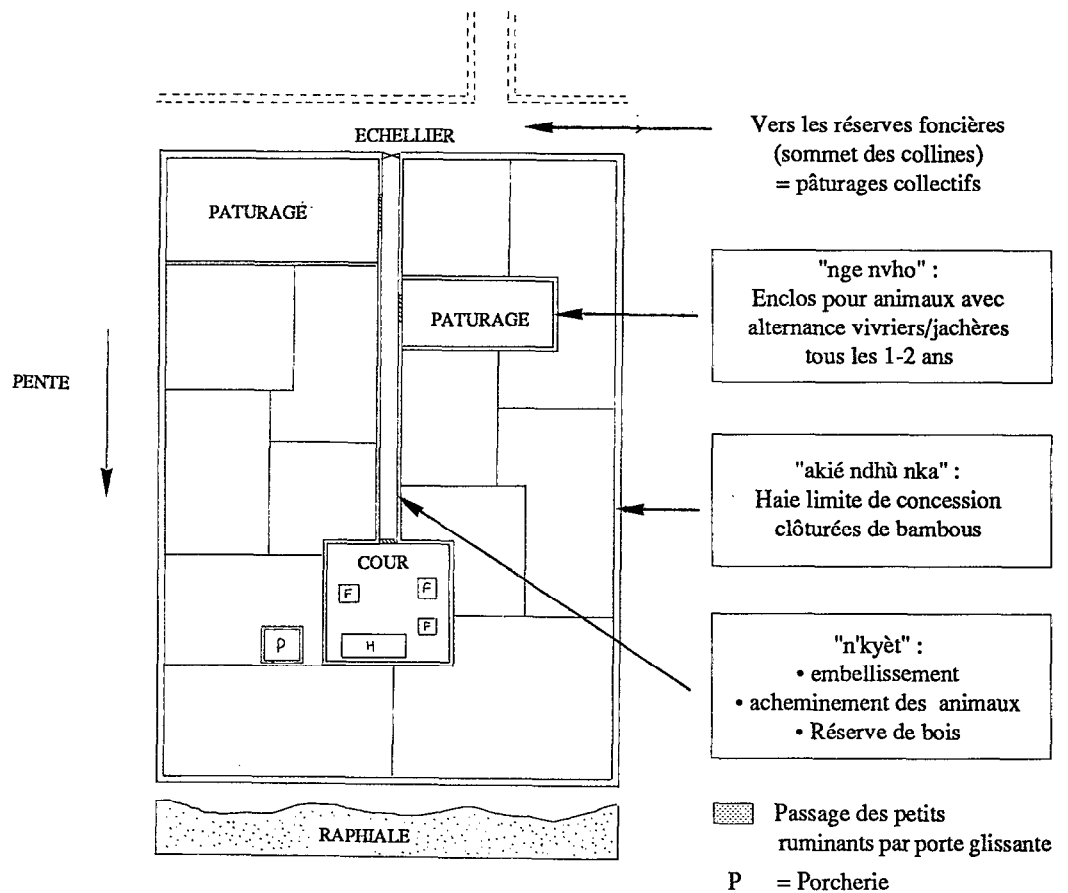 ECHELLIER
Vers les réserves foncières
(sommet des collines)
= pâturages collectifs
PATURAGÉ
"nge nvho" :
Enclos pour animaux avec
alternance vivriers/jachères
tous les 1-2 ans
PATURAGE
PENTE
"akié ndhù nka" :
Haie limite de concession
clôturées de bambous
COUR
F
F
F
H
P
"n'kyèt" :
• embellissement
• acheminement des animaux
• Réserve de bois
RAPHIALE
Passage des petits
ruminants par porte glissante
P = Porcherie